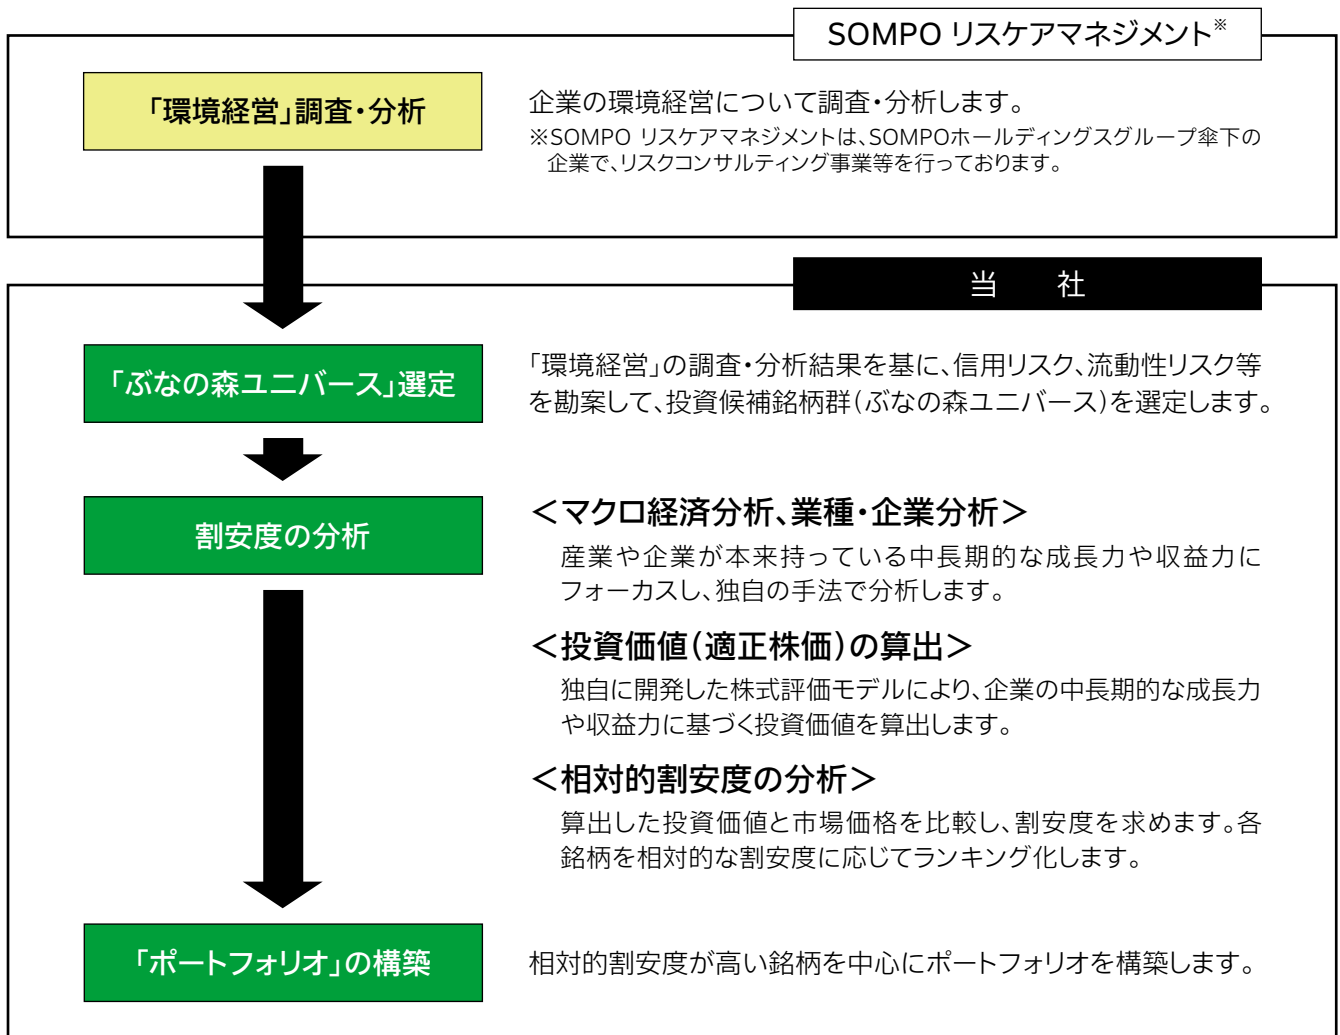 SOMPO リスケアマネジメント※
「環境経営」調査・分析
企業の環境経営について調査・分析します。
※SOMPO リスケアマネジメントは、SOMPOホールディングスグループ傘下の
企業で、リスクコンサルティング事業等を行っております。
当　社
「ぶなの森ユニバース」選定
「環境経営」の調査・分析結果を基に、信用リスク、流動性リスク等
を勘案して、投資候補銘柄群(ぶなの森ユニバース)を選定します。
割安度の分析
＜マクロ経済分析、業種・企業分析＞
産業や企業が本来持っている中長期的な成長力や収益力に
フォーカスし、独自の手法で分析します。
＜投資価値(適正株価)の算出＞
独自に開発した株式評価モデルにより、企業の中長期的な成長力
や収益力に基づく投資価値を算出します。
＜相対的割安度の分析＞
算出した投資価値と市場価格を比較し、割安度を求めます。各
銘柄を相対的な割安度に応じてランキング化します。
「ポートフォリオ」の構築
相対的割安度が高い銘柄を中心にポートフォリオを構築します。